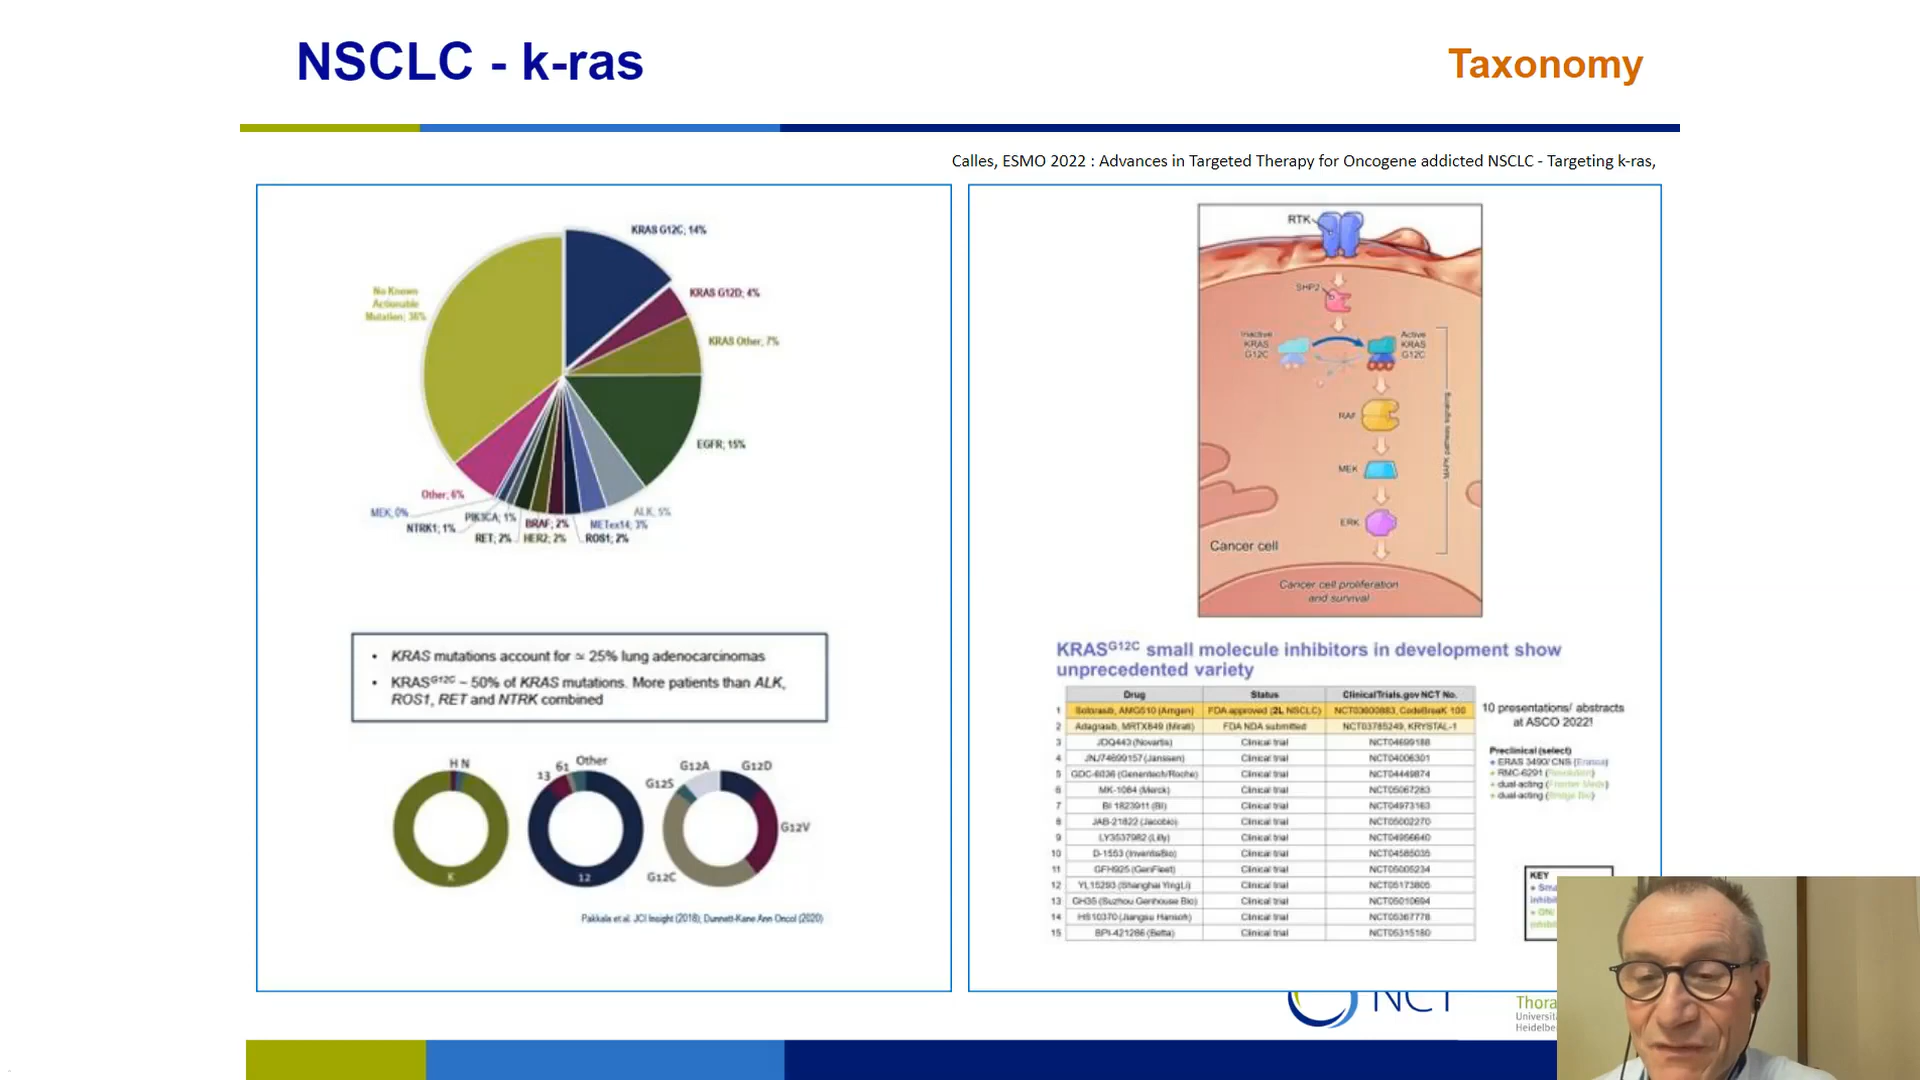 NSCLC - k-ras
Taxonomy
Calles, ESMO 2022 : Advances in Targeted Therapy for Oncogene addicted NSCLC - Targeting k-ras,
KRAS G12C; 14%
KRAS G12D; 4%
KRAS Other; 7%
EGFR; 15%
ALK; 5%
METex14; 3%
ROS1; 2%
BRAF; 2%
HER2; 2%
RET; 2%
PIK3CA; 1%
NTRK1; 1%
MEK; 0%
Other; 6%
No Known
Actionable
Mutation; 36%
• KRAS mutations account for ≃ 25% lung adenocarcinomas
• KRASG12C – 50% of KRAS mutations. More patients than ALK,
ROS1, RET and NTRK combined
H N
K
13 61 Other
12
G12A G12D
G12S
G12V
G12C
Pakkala et al. JCI Insight (2018); Dunnett-Kane Ann Oncol (2020)
RTK
SHP2
Inactive
KRAS
G12C
Active
KRAS
G12C
RAF
MEK
ERK
MAPK pathway signaling
Cancer cell
Cancer cell proliferation
and survival
KRASG12C small molecule inhibitors in development show
unprecedented variety
Drug Status ClinicalTrials.gov NCT No.
1 Sotorasib, AMG510 (Amgen) FDA approved (2L NSCLC) NCT03600883, CodeBreaK 100
2 Adagrasib, MRTX849 (Mirati) FDA NDA submitted NCT03785249, KRYSTAL-1
3 JDQ443 (Novartis) Clinical trial NCT04699188
4 JNJ74699157 (Janssen) Clinical trial NCT04006301
5 GDC-6036 (Genentech/Roche) Clinical trial NCT04449874
6 MK-1084 (Merck) Clinical trial NCT05067283
7 BI 1823911 (BI) Clinical trial NCT04973163
8 JAB-21822 (Jacobio) Clinical trial NCT05002270
9 LY3537982 (Lilly) Clinical trial NCT04956640
10 D-1553 (InventisBio) Clinical trial NCT04585035
11 GFH925 (GenFleet) Clinical trial NCT05005234
12 YL15293 (Shanghai YingLi) Clinical trial NCT05173805
13 GH35 (Suzhou Genhouse Bio) Clinical trial NCT05010694
14 HS10370 (Jiangsu Hansoh) Clinical trial NCT05367778
15 BPI-421286 (Betta) Clinical trial NCT05315180
10 presentations/ abstracts
at ASCO 2022!
Preclinical (select)
+ ERAS 3490/ CNS (Erasca)
+ RMC-6291 (Revolution)
+ dual-acting (Frontier Meds)
+ dual-acting (Bridge Bio)
KEY
NCT
Thora
Universita
Heidelbe